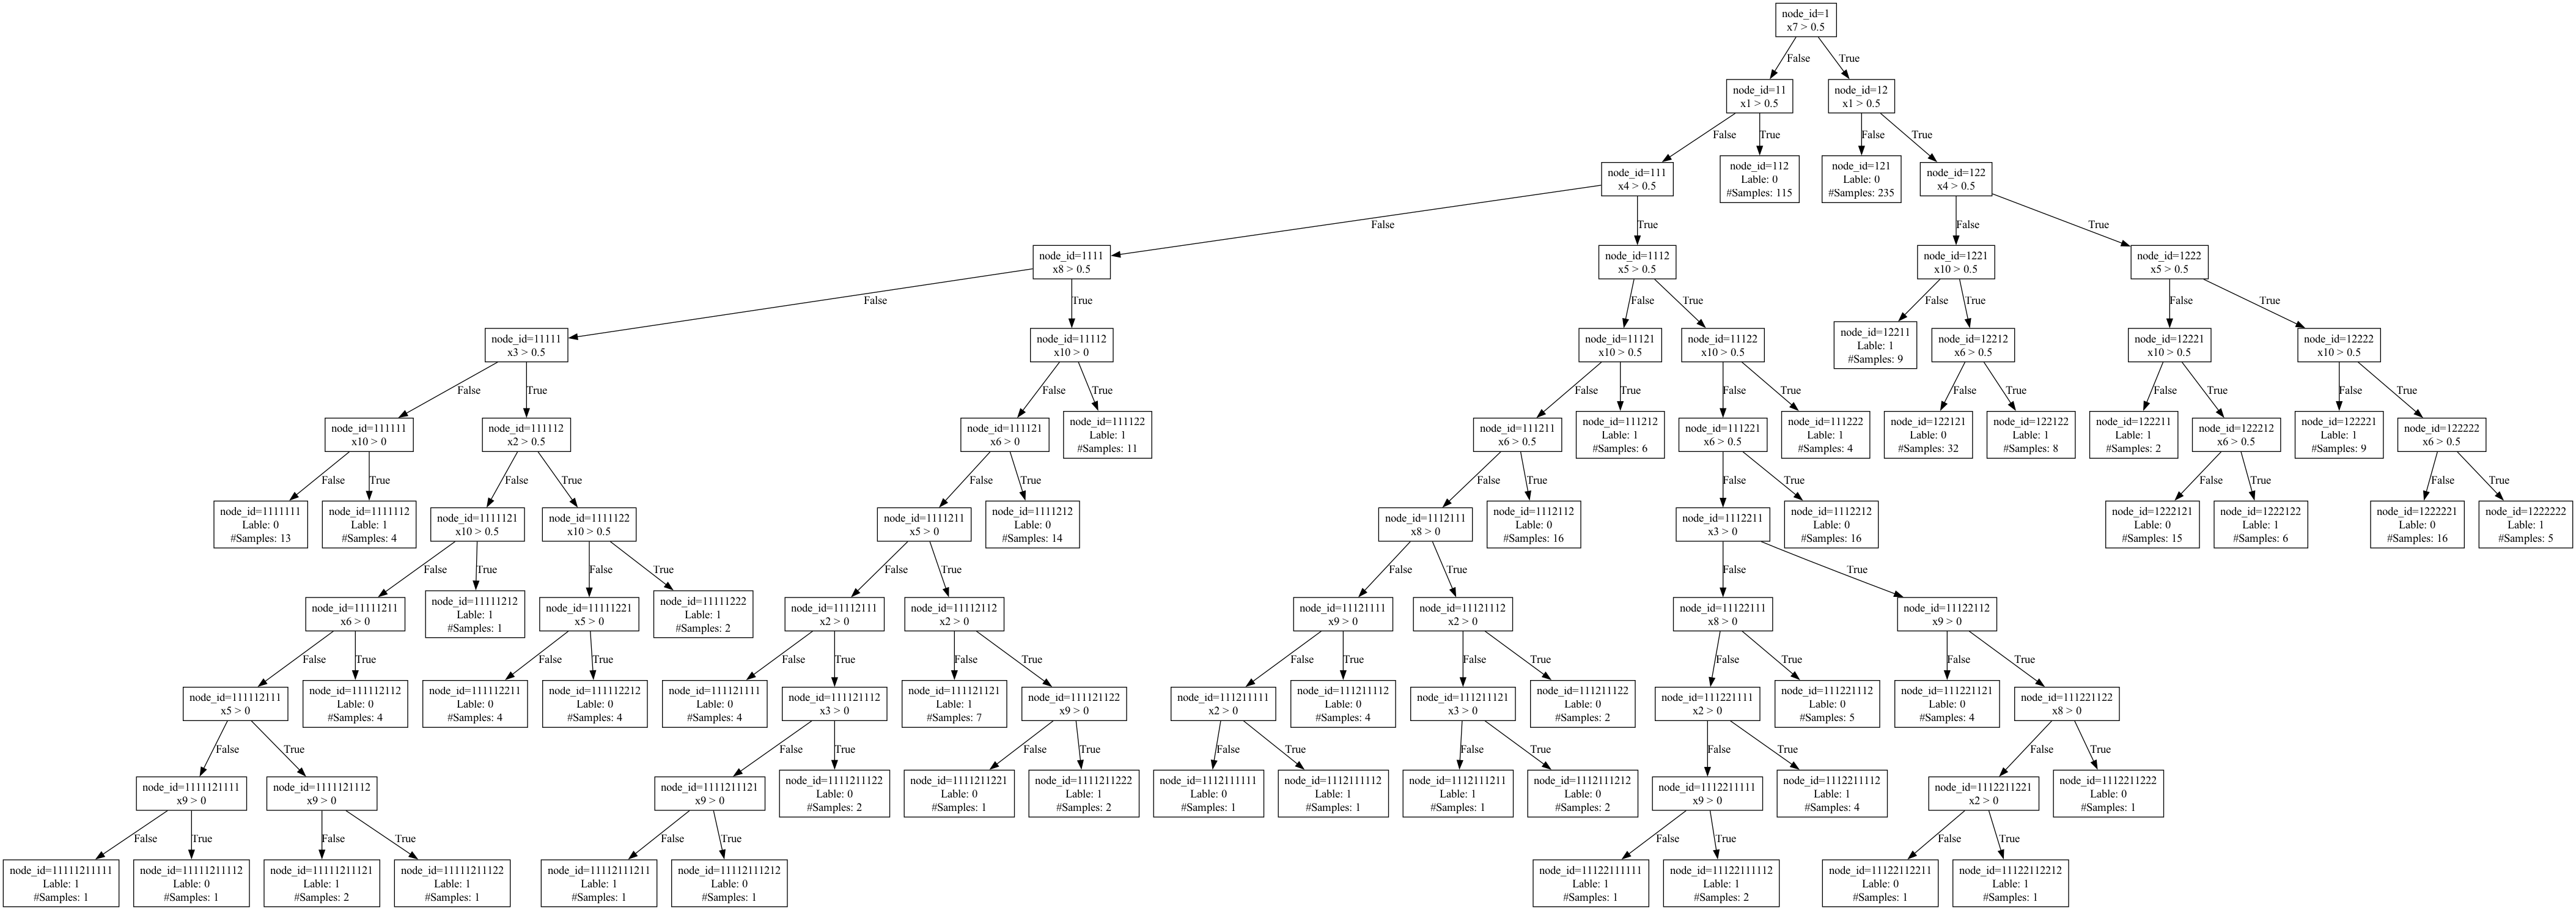 node_id=1
x7 > 0.5
False
True
node_id=11
x1 > 0.5
node_id=12
x1 > 0.5
False
True
False
True
node_id=111
x4 > 0.5
node_id=112
Lable: 0
#Samples: 115
node_id=121
Lable: 0
#Samples: 235
node_id=122
x4 > 0.5
False
True
False
True
node_id=1111
x8 > 0.5
node_id=1112
x5 > 0.5
node_id=1221
x10 > 0.5
node_id=1222
x5 > 0.5
False
True
False
True
False
True
False
True
node_id=11111
x3 > 0.5
node_id=11112
x10 > 0
node_id=11121
x10 > 0.5
node_id=11122
x10 > 0.5
node_id=12211
Lable: 1
#Samples: 9
node_id=12212
x6 > 0.5
node_id=12221
x10 > 0.5
node_id=12222
x10 > 0.5
False
True
False
True
False
True
False
True
False
True
False
True
False
True
node_id=111111
x10 > 0
node_id=111112
x2 > 0.5
node_id=111121
x6 > 0
node_id=111122
Lable: 1
#Samples: 11
node_id=111211
x6 > 0.5
node_id=111212
Lable: 1
#Samples: 6
node_id=111221
x6 > 0.5
node_id=111222
Lable: 1
#Samples: 4
node_id=122121
Lable: 0
#Samples: 32
node_id=122122
Lable: 1
#Samples: 8
node_id=122211
Lable: 1
#Samples: 2
node_id=122212
x6 > 0.5
node_id=122221
Lable: 1
#Samples: 9
node_id=122222
x6 > 0.5
False
True
False
True
False
True
False
True
False
True
False
True
False
True
node_id=1111111
Lable: 0
#Samples: 13
node_id=1111112
Lable: 1
#Samples: 4
node_id=1111121
x10 > 0.5
node_id=1111122
x10 > 0.5
node_id=1111211
x5 > 0
node_id=1111212
Lable: 0
#Samples: 14
node_id=1112111
x8 > 0
node_id=1112112
Lable: 0
#Samples: 16
node_id=1112211
x3 > 0
node_id=1112212
Lable: 0
#Samples: 16
node_id=1222121
Lable: 0
#Samples: 15
node_id=1222122
Lable: 1
#Samples: 6
node_id=1222221
Lable: 0
#Samples: 16
node_id=1222222
Lable: 1
#Samples: 5
False
True
False
True
False
True
False
True
False
True
node_id=11111211
x6 > 0
node_id=11111212
Lable: 1
#Samples: 1
node_id=11111221
x5 > 0
node_id=11111222
Lable: 1
#Samples: 2
node_id=11112111
x2 > 0
node_id=11112112
x2 > 0
node_id=11121111
x9 > 0
node_id=11121112
x2 > 0
node_id=11122111
x8 > 0
node_id=11122112
x9 > 0
False
True
False
True
False
True
False
True
False
True
False
True
False
True
False
True
node_id=111112111
x5 > 0
node_id=111112112
Lable: 0
#Samples: 4
node_id=111112211
Lable: 0
#Samples: 4
node_id=111112212
Lable: 0
#Samples: 4
node_id=111121111
Lable: 0
#Samples: 4
node_id=111121112
x3 > 0
node_id=111121121
Lable: 1
#Samples: 7
node_id=111121122
x9 > 0
node_id=111211111
x2 > 0
node_id=111211112
Lable: 0
#Samples: 4
node_id=111211121
x3 > 0
node_id=111211122
Lable: 0
#Samples: 2
node_id=111221111
x2 > 0
node_id=111221112
Lable: 0
#Samples: 5
node_id=111221121
Lable: 0
#Samples: 4
node_id=111221122
x8 > 0
False
True
False
True
False
True
False
True
False
True
False
True
False
True
node_id=1111121111
x9 > 0
node_id=1111121112
x9 > 0
node_id=1111211121
x9 > 0
node_id=1111211122
Lable: 0
#Samples: 2
node_id=1111211221
Lable: 0
#Samples: 1
node_id=1111211222
Lable: 1
#Samples: 2
node_id=1112111111
Lable: 0
#Samples: 1
node_id=1112111112
Lable: 1
#Samples: 1
node_id=1112111211
Lable: 1
#Samples: 1
node_id=1112111212
Lable: 0
#Samples: 2
node_id=1112211111
x9 > 0
node_id=1112211112
Lable: 1
#Samples: 4
node_id=1112211221
x2 > 0
node_id=1112211222
Lable: 0
#Samples: 1
False
True
False
True
False
True
False
True
False
True
node_id=11111211111
Lable: 1
#Samples: 1
node_id=11111211112
Lable: 0
#Samples: 1
node_id=11111211121
Lable: 1
#Samples: 2
node_id=11111211122
Lable: 1
#Samples: 1
node_id=11112111211
Lable: 1
#Samples: 1
node_id=11112111212
Lable: 0
#Samples: 1
node_id=11122111111
Lable: 1
#Samples: 1
node_id=11122111112
Lable: 1
#Samples: 2
node_id=11122112211
Lable: 0
#Samples: 1
node_id=11122112212
Lable: 1
#Samples: 1